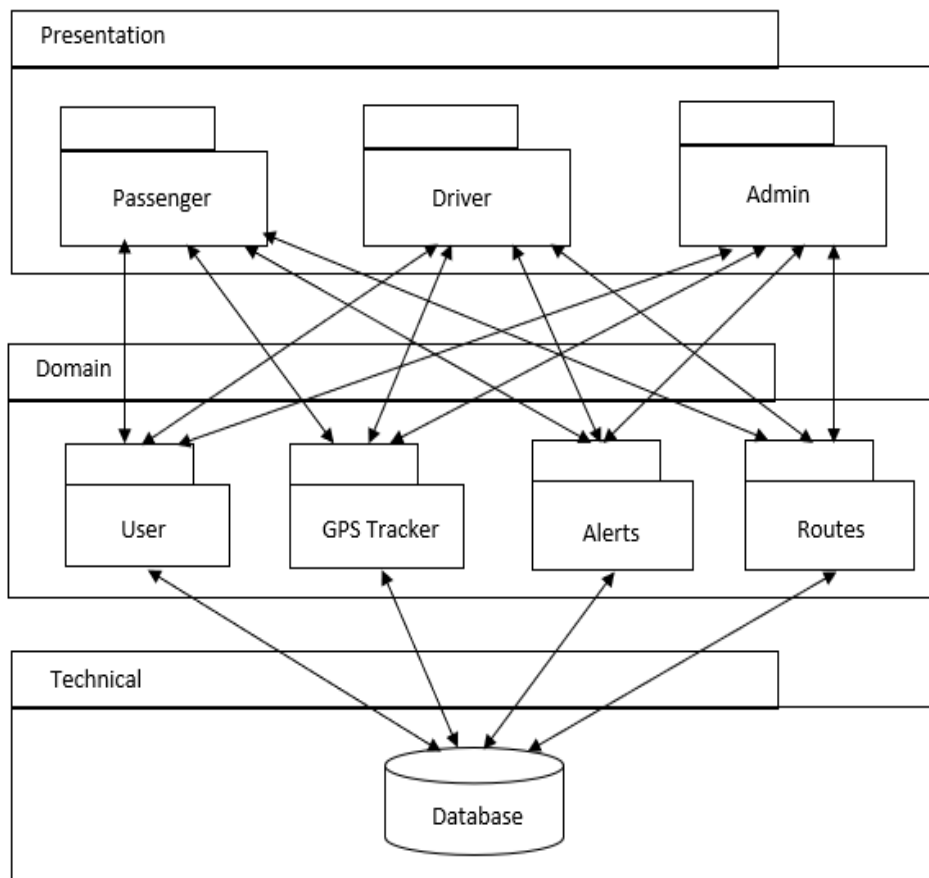 Presentation
Passenger
Driver
Admin
Domain
User
GPS Tracker
Alerts
Routes
Technical
Database